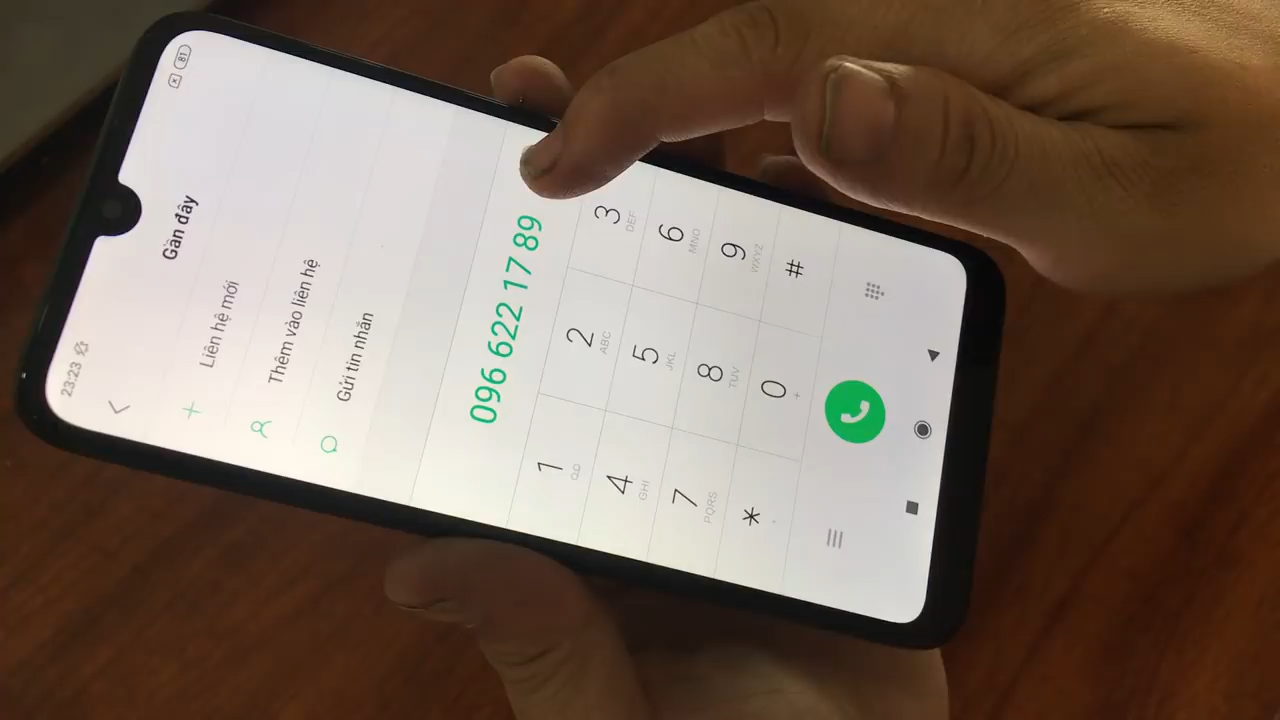 23:23
81
Gần đây
Liên hệ mới
Thêm vào liên hệ
Gửi tin nhắn
096 622 17 89
1 2 3
ABC DEF
4 5 6
GHI JKL MNO
7 8 9
PQRS TUV WXYZ
* 0 #
, +